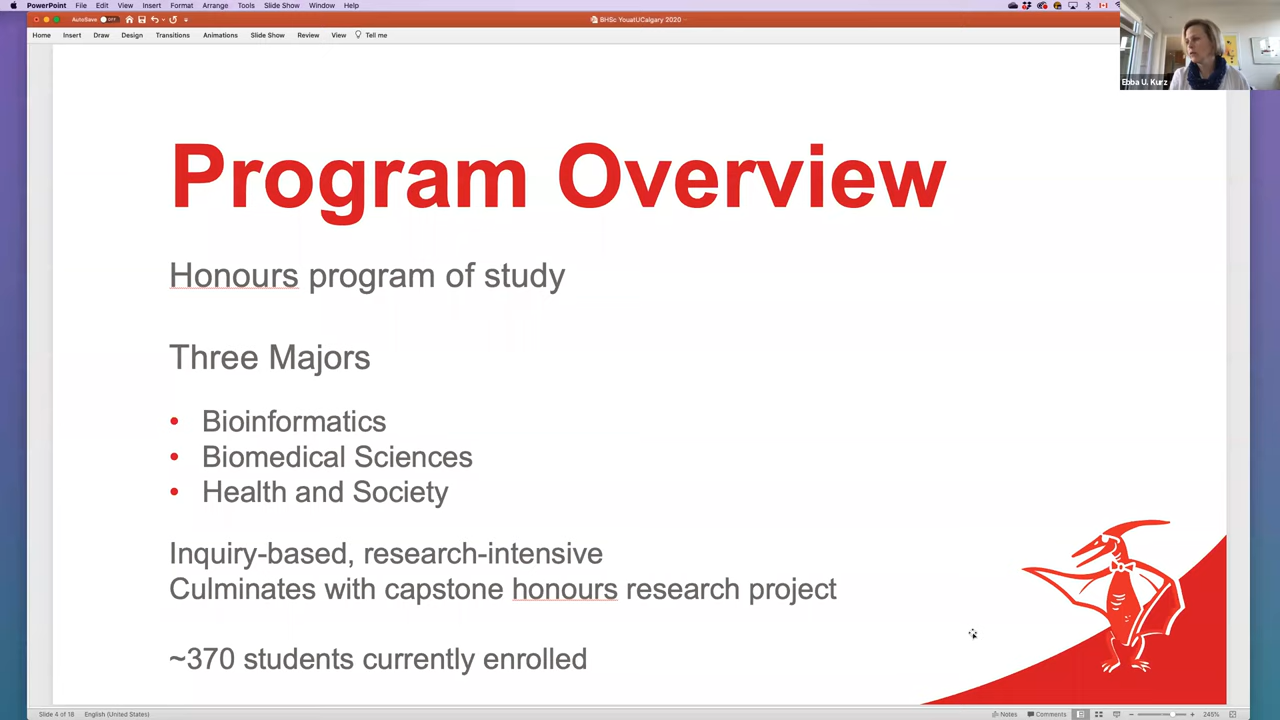 PowerPoint File Edit View Insert Format Arrange Tools Slide Show Window Help
AutoSave OFF
BHSc YouatUCalgary 2020
Home Insert Draw Design Transitions Animations Slide Show Review View Tell me
Ebba U. Kurz
Program Overview
Honours program of study
Three Majors
• Bioinformatics
• Biomedical Sciences
• Health and Society
Inquiry-based, research-intensive
Culminates with capstone honours research project
~370 students currently enrolled
Slide 4 of 18 English (United States) Notes Comments 245%